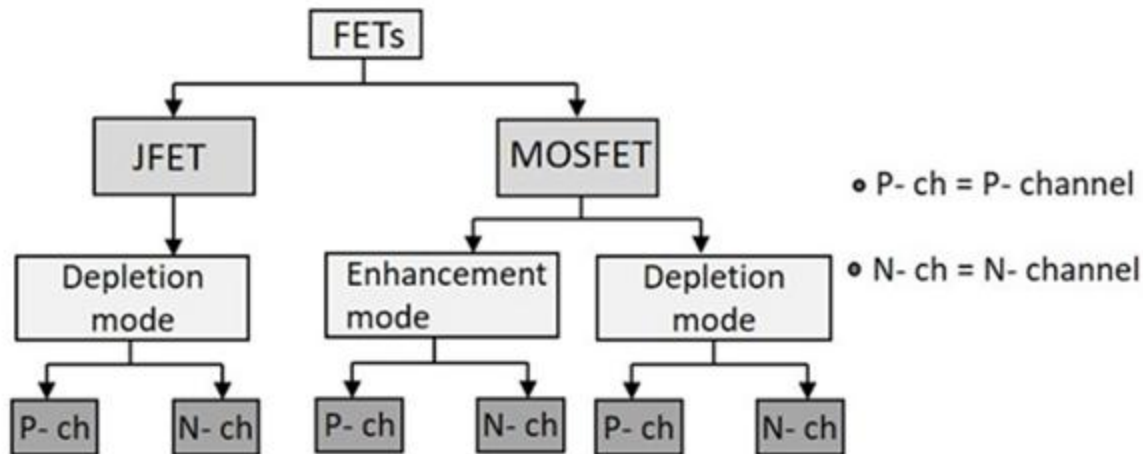 FETs
JFET
MOSFET
P- ch = P- channel
N- ch = N- channel
Depletion
mode
Enhancement
mode
Depletion
mode
P- ch
N- ch
P- ch
N- ch
P- ch
N- ch